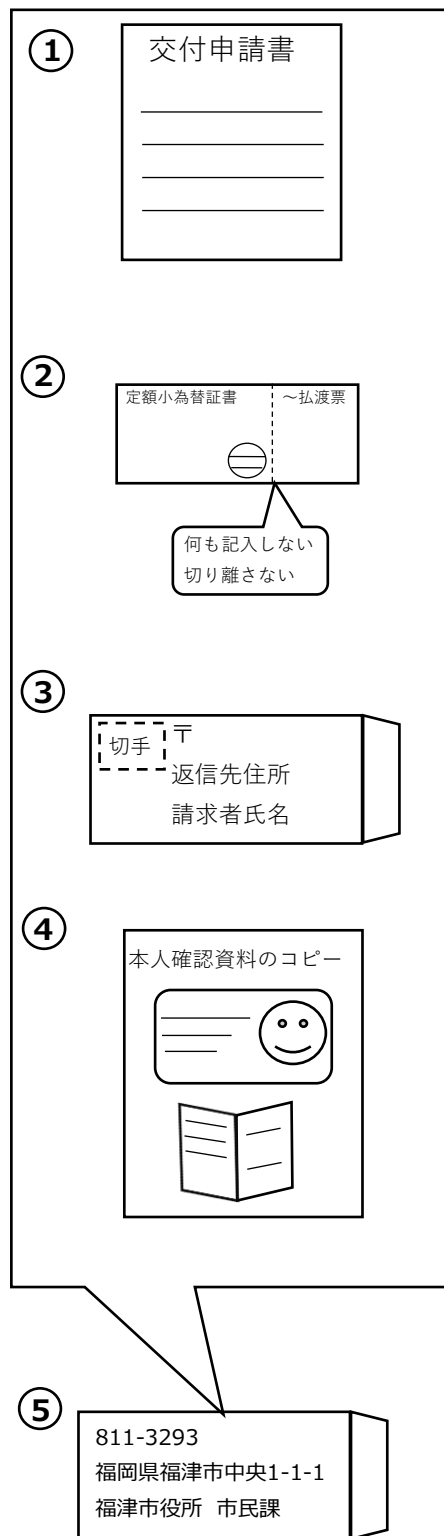 ①
交付申請書
②
定額小為替証書
～払渡票
何も記入しない
切り離さない
③
切手
〒
返信先住所
請求者氏名
④
本人確認資料のコピー
⑤
811-3293
福岡県福津市中央1-1-1
福津市役所 市民課